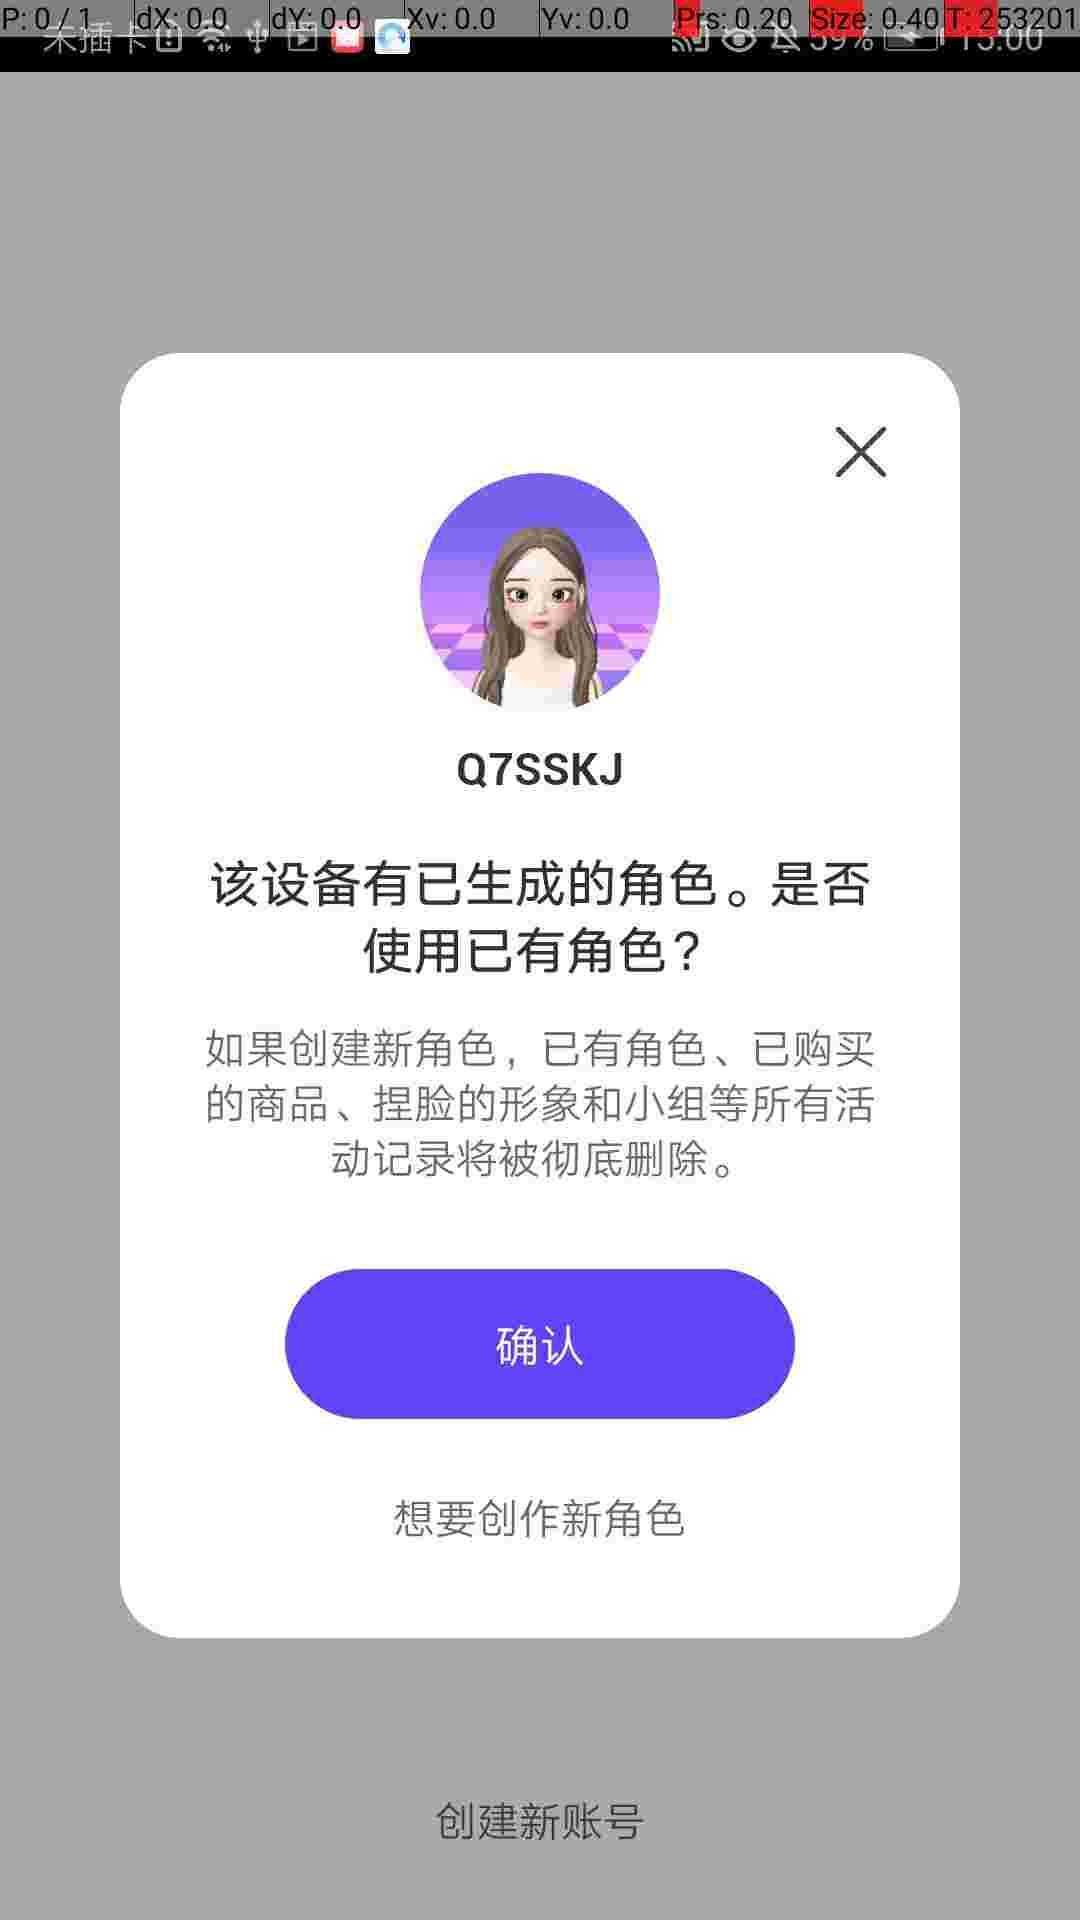 P: 0 / 1 dX: 0.0 dY: 0.0 Xv: 0.0 Yv: 0.0 Prs: 0.20 Size: 0.40 T: 253201
未插卡 59% 15:00
Q7SSKJ
该设备有已生成的角色。是否
使用已有角色？
如果创建新角色，已有角色、已购买
的商品、捏脸的形象和小组等所有活
动记录将被彻底删除。
确认
想要创作新角色
创建新账号